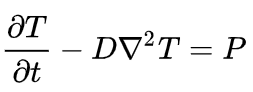 ∂T/∂t − D∇²T = P